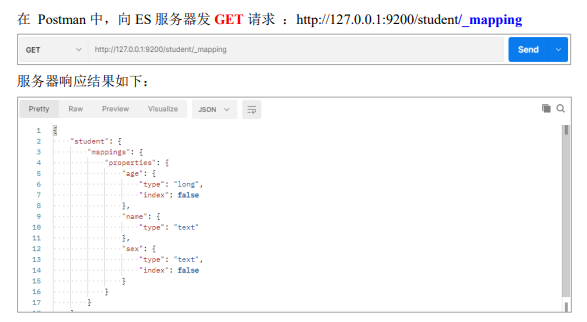 在 Postman 中，向 ES 服务器发 GET 请求 ：http://127.0.0.1:9200/student/_mapping
GET http://127.0.0.1:9200/student/_mapping Send
服务器响应结果如下：
Pretty Raw Preview Visualize JSON
1 {
2 "student": {
3 "mappings": {
4 "properties": {
5 "age": {
6 "type": "long",
7 "index": false
8 },
9 "name": {
10 "type": "text"
11 },
12 "sex": {
13 "type": "text",
14 "index": false
15 }
16 }
17 }